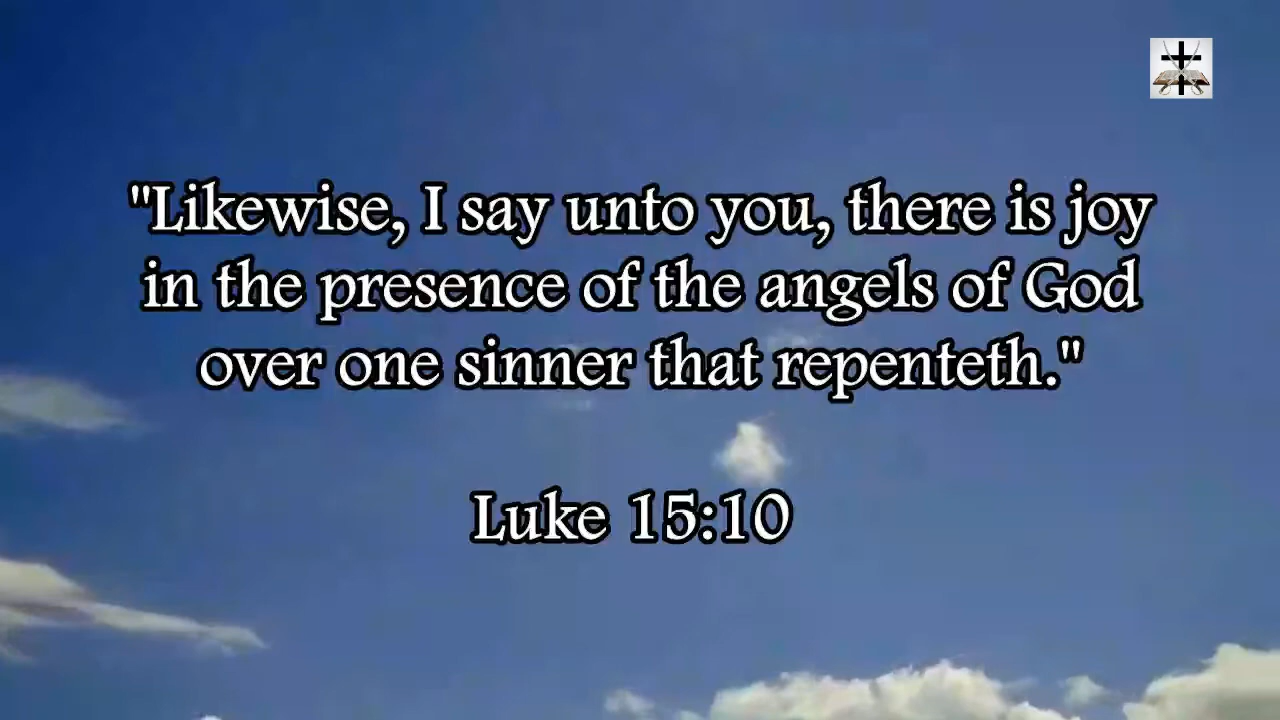 "Likewise, I say unto you, there is joy
in the presence of the angels of God
over one sinner that repenteth."
Luke 15:10